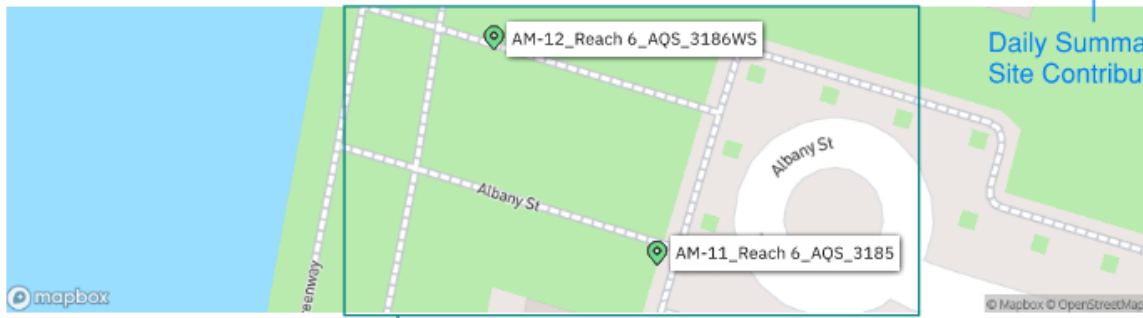 AM-12_Reach 6_AQS_3186WS
Daily Summa
Site Contribu
Albany St
Albany St
AM-11_Reach 6_AQS_3185
eenway
mapbox
© Mapbox © OpenStreetMap